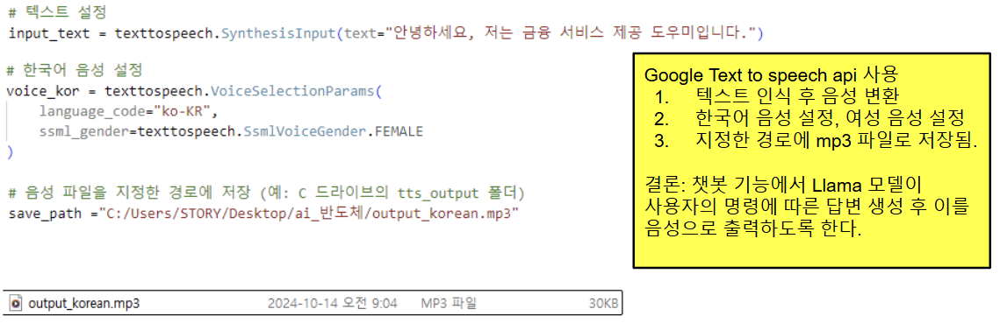 # 텍스트 설정
input_text = texttospeech.SynthesisInput(text="안녕하세요, 저는 금융 서비스 제공 도우미입니다.")
# 한국어 음성 설정
voice_kor = texttospeech.VoiceSelectionParams(
    language_code="ko-KR",
    ssml_gender=texttospeech.SsmlVoiceGender.FEMALE
)
# 음성 파일을 지정한 경로에 저장 (예: C 드라이브의 tts_output 폴더)
save_path ="C:/Users/STORY/Desktop/ai_반도체/output_korean.mp3"
Google Text to speech api 사용
1. 텍스트 인식 후 음성 변환
2. 한국어 음성 설정, 여성 음성 설정
3. 지정한 경로에 mp3 파일로 저장됨.
결론: 챗봇 기능에서 Llama 모델이
사용자의 명령에 따른 답변 생성 후 이를
음성으로 출력하도록 한다.
output_korean.mp3 2024-10-14 오전 9:04 MP3 파일 30KB